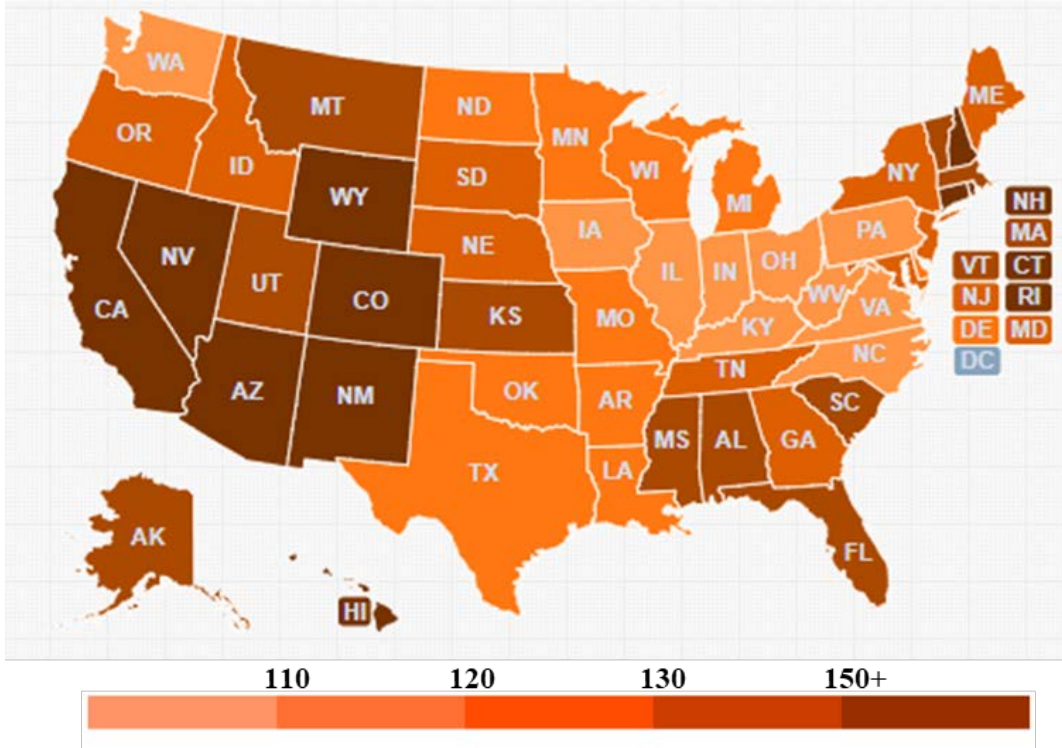 WA
MT
ND
MN
ME
OR
ID
SD
WI
NY
WY
MI
NH
NE
IA
PA
MA
NV
UT
CO
IL
IN
OH
VT
CT
CA
KS
MO
WV
VA
NJ
RI
KY
DE
MD
NC
DC
AZ
NM
OK
AR
TN
SC
TX
LA
MS
AL
GA
AK
FL
HI
110 120 130 150+